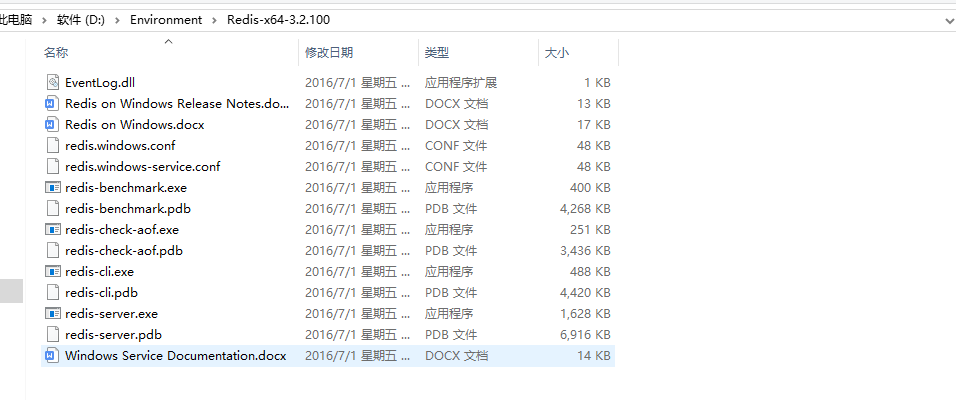 此电脑 › 软件 (D:) › Environment › Redis-x64-3.2.100
名称 修改日期 类型 大小
EventLog.dll 2016/7/1 星期五 ... 应用程序扩展 1 KB
Redis on Windows Release Notes.do... 2016/7/1 星期五 ... DOCX 文档 13 KB
Redis on Windows.docx 2016/7/1 星期五 ... DOCX 文档 17 KB
redis.windows.conf 2016/7/1 星期五 ... CONF 文件 48 KB
redis.windows-service.conf 2016/7/1 星期五 ... CONF 文件 48 KB
redis-benchmark.exe 2016/7/1 星期五 ... 应用程序 400 KB
redis-benchmark.pdb 2016/7/1 星期五 ... PDB 文件 4,268 KB
redis-check-aof.exe 2016/7/1 星期五 ... 应用程序 251 KB
redis-check-aof.pdb 2016/7/1 星期五 ... PDB 文件 3,436 KB
redis-cli.exe 2016/7/1 星期五 ... 应用程序 488 KB
redis-cli.pdb 2016/7/1 星期五 ... PDB 文件 4,420 KB
redis-server.exe 2016/7/1 星期五 ... 应用程序 1,628 KB
redis-server.pdb 2016/7/1 星期五 ... PDB 文件 6,916 KB
Windows Service Documentation.docx 2016/7/1 星期五 ... DOCX 文档 14 KB